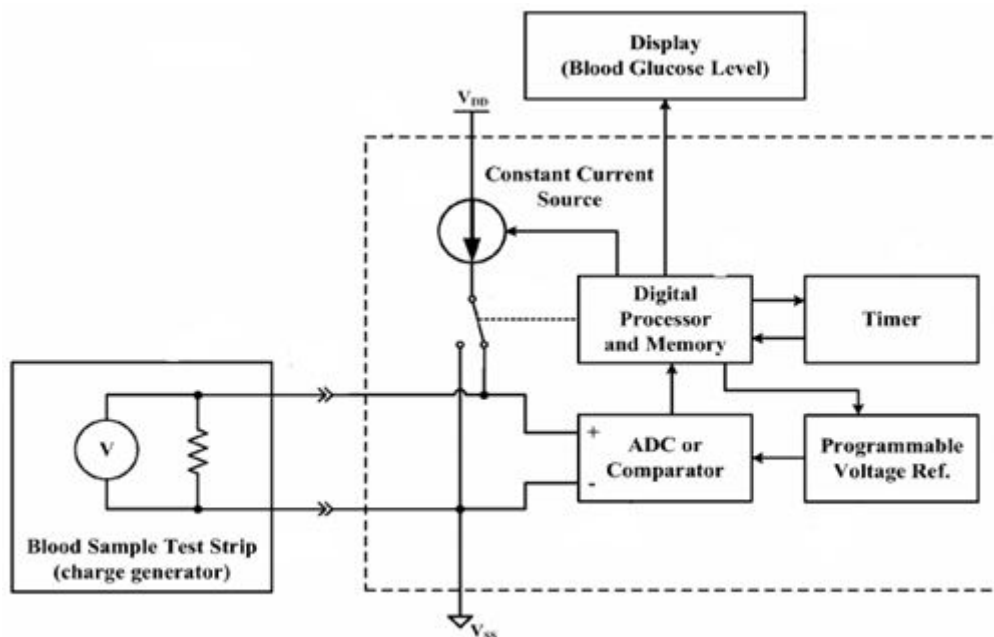 Display
(Blood Glucose Level)
VDD
Constant Current
Source
Digital
Processor
and Memory
Timer
V
+
-
ADC or
Comparator
Programmable
Voltage Ref.
Blood Sample Test Strip
(charge generator)
VSS